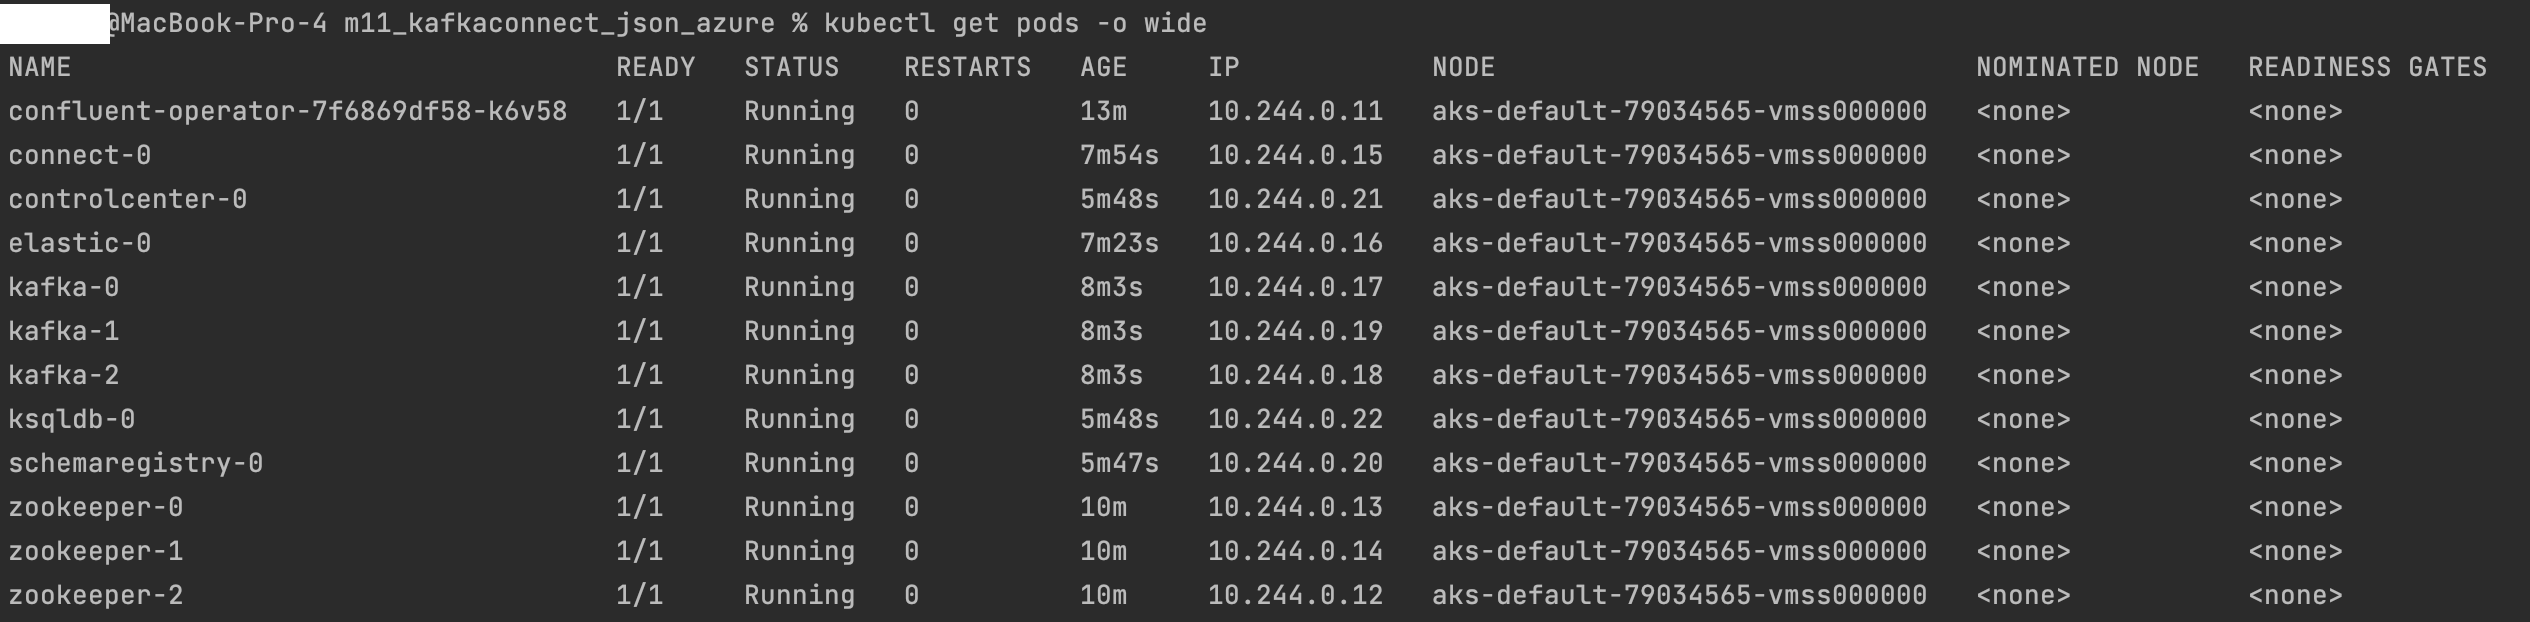 @MacBook-Pro-4 m11_kafkaconnect_json_azure % kubectl get pods -o wide
NAME READY STATUS RESTARTS AGE IP NODE NOMINATED NODE READINESS GATES
confluent-operator-7f6869df58-k6v58 1/1 Running 0 13m 10.244.0.11 aks-default-79034565-vmss000000 <none> <none>
connect-0 1/1 Running 0 7m54s 10.244.0.15 aks-default-79034565-vmss000000 <none> <none>
controlcenter-0 1/1 Running 0 5m48s 10.244.0.21 aks-default-79034565-vmss000000 <none> <none>
elastic-0 1/1 Running 0 7m23s 10.244.0.16 aks-default-79034565-vmss000000 <none> <none>
kafka-0 1/1 Running 0 8m3s 10.244.0.17 aks-default-79034565-vmss000000 <none> <none>
kafka-1 1/1 Running 0 8m3s 10.244.0.19 aks-default-79034565-vmss000000 <none> <none>
kafka-2 1/1 Running 0 8m3s 10.244.0.18 aks-default-79034565-vmss000000 <none> <none>
ksqldb-0 1/1 Running 0 5m48s 10.244.0.22 aks-default-79034565-vmss000000 <none> <none>
schemaregistry-0 1/1 Running 0 5m47s 10.244.0.20 aks-default-79034565-vmss000000 <none> <none>
zookeeper-0 1/1 Running 0 10m 10.244.0.13 aks-default-79034565-vmss000000 <none> <none>
zookeeper-1 1/1 Running 0 10m 10.244.0.14 aks-default-79034565-vmss000000 <none> <none>
zookeeper-2 1/1 Running 0 10m 10.244.0.12 aks-default-79034565-vmss000000 <none> <none>